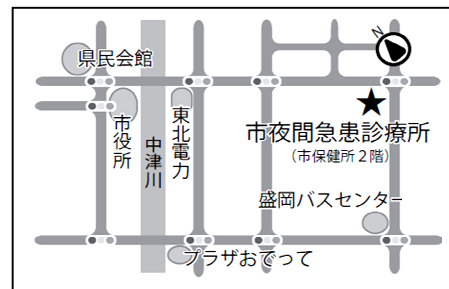 N
県民会館
市役所
中津川
東北電力
市夜間急患診療所
（市保健所２階）
盛岡バスセンター
プラザおでって